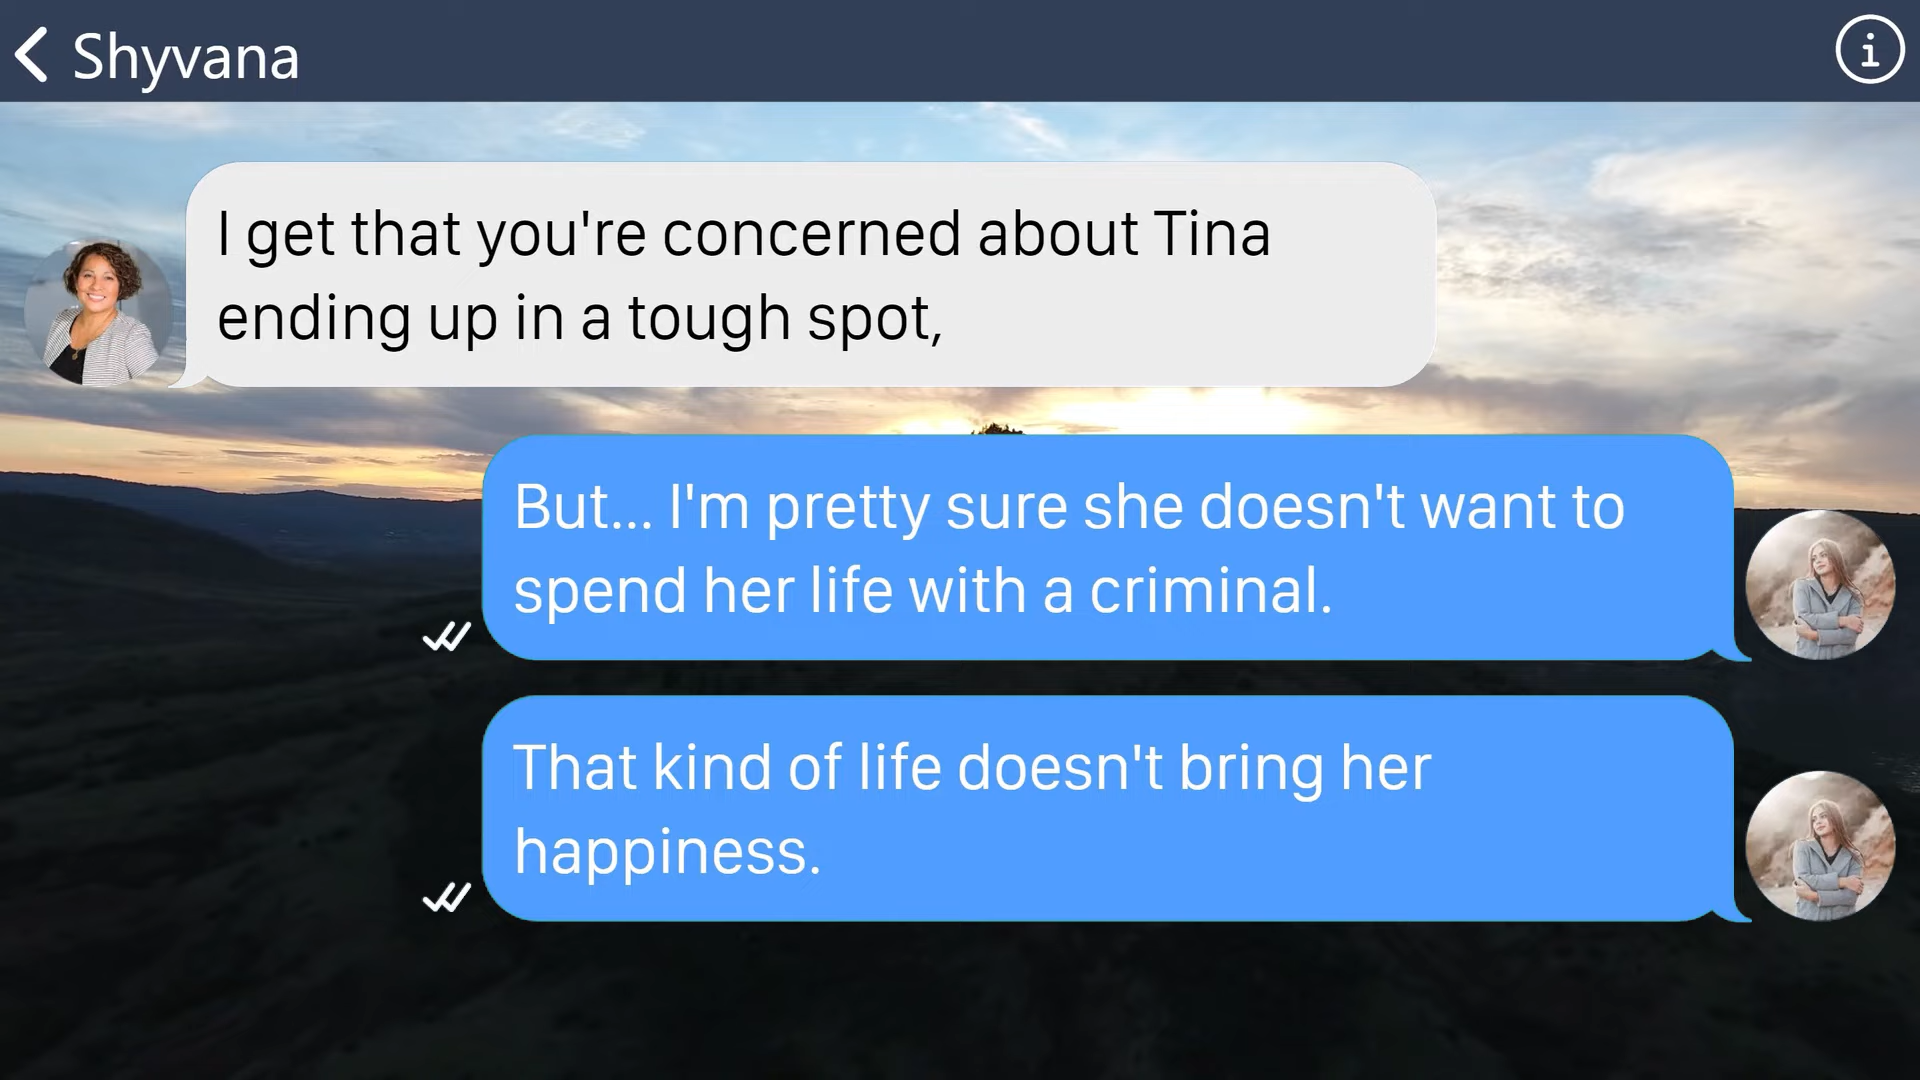 Shyvana
I get that you're concerned about Tina
ending up in a tough spot,
But... I'm pretty sure she doesn't want to
spend her life with a criminal.
That kind of life doesn't bring her
happiness.